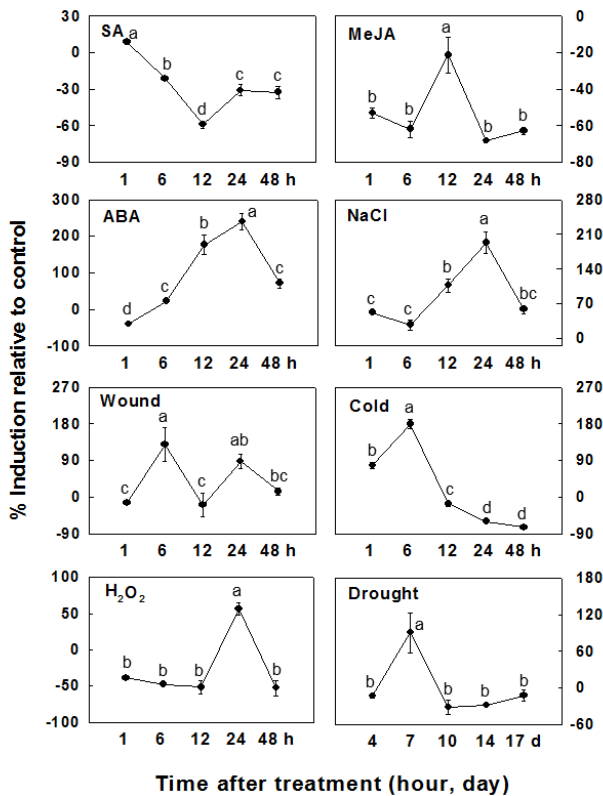 % Induction relative to control
30
0
-30
-60
-90
SA
a
b
d
c
c
1 6 12 24 48 h
0
-20
-40
-60
-80
MeJA
b
b
a
b
b
1 6 12 24 48 h
300
200
100
0
-100
ABA
d
c
b
a
c
1 6 12 24 48 h
280
210
140
70
0
NaCl
c
c
b
a
bc
1 6 12 24 48 h
270
180
90
0
-90
Wound
c
a
c
ab
bc
1 6 12 24 48 h
270
180
90
0
-90
Cold
b
a
c
d
d
1 6 12 24 48 h
100
50
0
-50
-100
H₂O₂
b
b
b
a
b
1 6 12 24 48 h
180
120
60
0
-60
Drought
b
a
b
b
b
4 7 10 14 17 d
Time after treatment (hour, day)